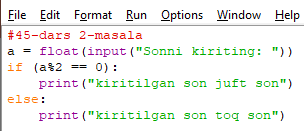 File Edit Format Run Options Window Help
#45-dars 2-masala
a = float(input("Sonni kiriting: "))
if (a%2 == 0):
    print("kiritilgan son juft son")
else:
    print("kiritilgan son toq son")